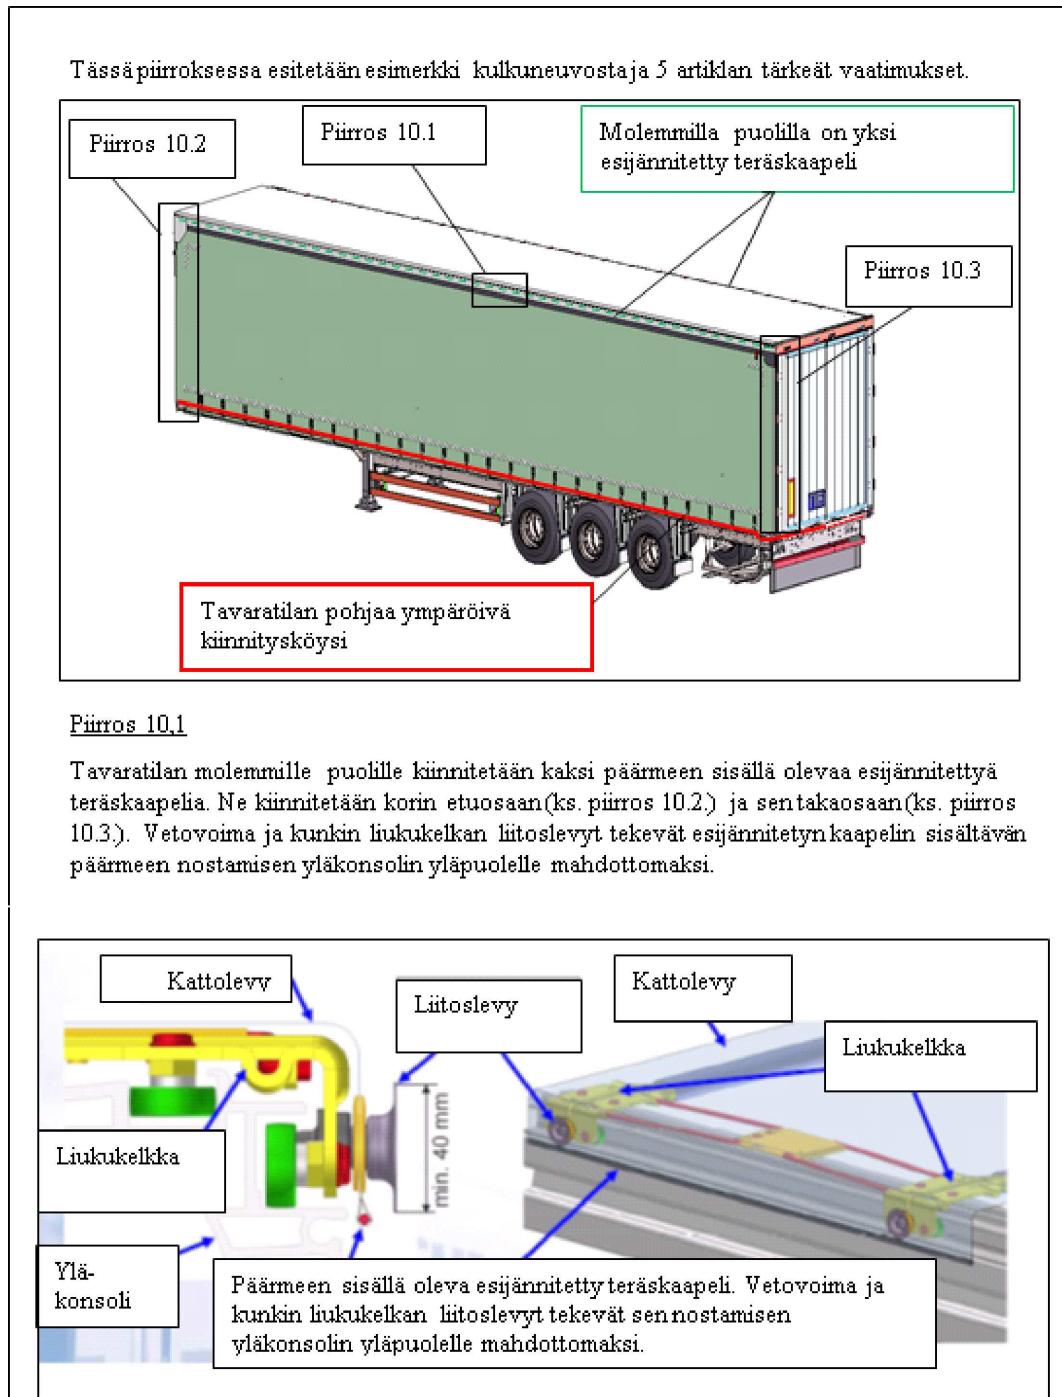 Tässä piirroksessa esitetään esimerkki kulkuneuvosta ja 5 artiklan tärkeät vaatimukset.
Piirros 10.2
Piirros 10.1
Molemmilla puolilla on yksi
esijännitetty teräskaapeli
Piirros 10.3
Tavaratilan pohjaa ympäröivä
kiinnitysköysi
Piirros 10,1
Tavaratilan molemmille puolille kiinnitetään kaksi päärmeen sisällä olevaa esijännitettyä
teräskaapelia. Ne kiinnitetään korin etuosaan (ks. piirros 10.2.) ja sen takaosaan (ks. piirros
10.3.). Vetovoima ja kunkin liukukelkan liitoslevyt tekevät esijännitetyn kaapelin sisältävän
päärmeen nostamisen yläkonsolin yläpuolelle mahdottomaksi.
Kattolevy
Liitoslevy
Kattolevy
Liukukelkka
min. 40 mm
Liukukelkka
Ylä-
konsoli
Päärmeen sisällä oleva esijännitetty teräskaapeli. Vetovoima ja
kunkin liukukelkan liitoslevyt tekevät sen nostamisen
yläkonsolin yläpuolelle mahdottomaksi.